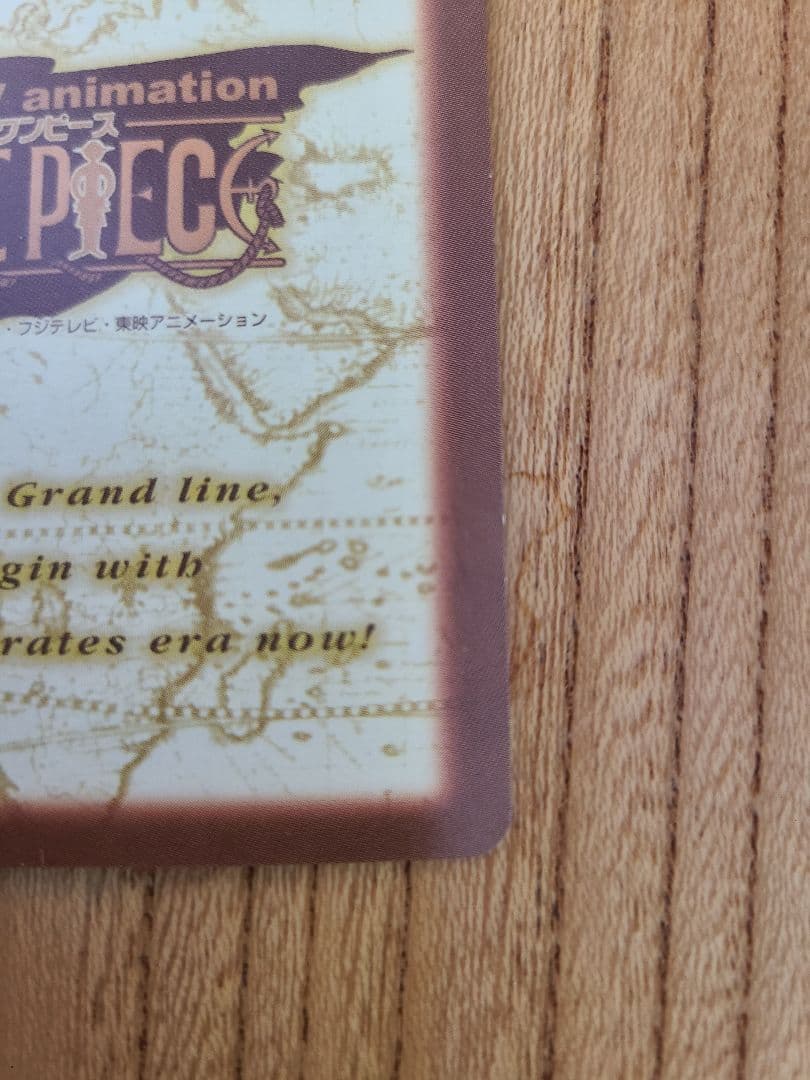 animation
ワンピース
PIECE
・フジテレビ・東映アニメーション
Grand line,
gin with
rates era now!